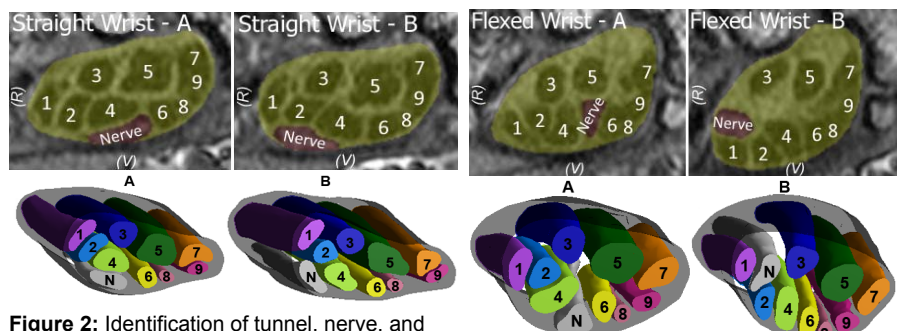 Straight Wrist - A
3 5 7
9
1 2 4 6 8
Nerve
(R)
(V)
Straight Wrist - B
3 5 7
9
1 2 4 6 8
Nerve
(V)
Flexed Wrist - A
3 5 7
9
1 2 4 Nerve 6 8
(R)
(V)
Flexed Wrist - B
3 5 7
9
Nerve
1 2 4 6 8
(V)
A
1 2 3 4 5 6 7 8 9 N
B
1 2 3 4 5 6 7 8 9 N
A
1 2 3 4 5 6 7 8 9 N
B
1 N 3 2 4 6 8 5 7 9
Figure 2: Identification of tunnel, nerve, and